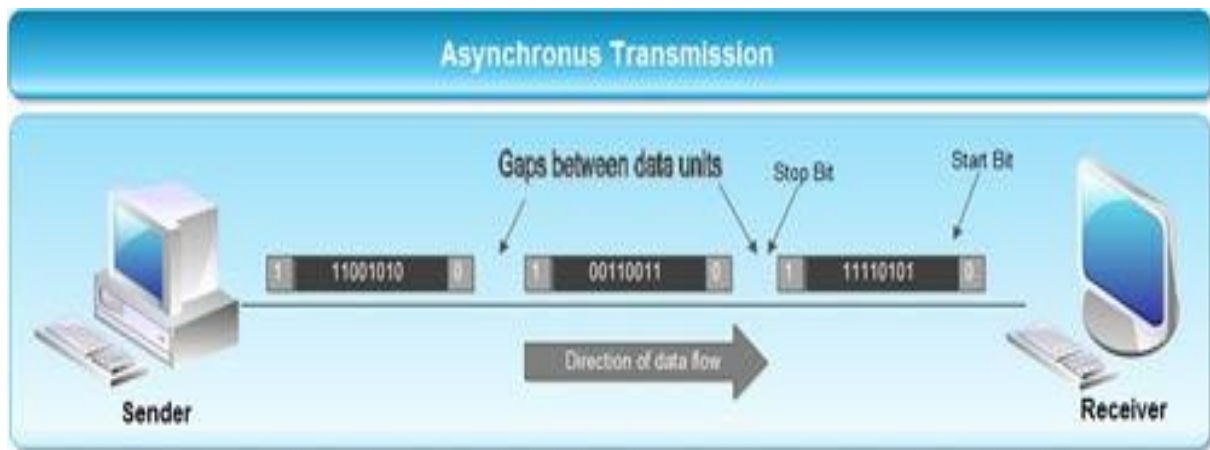 Asynchronus Transmission
Gaps between data units
Stop Bit
Start Bit
1 11001010 0
1 00110011 0
1 11110101 0
Direction of data flow
Sender
Receiver